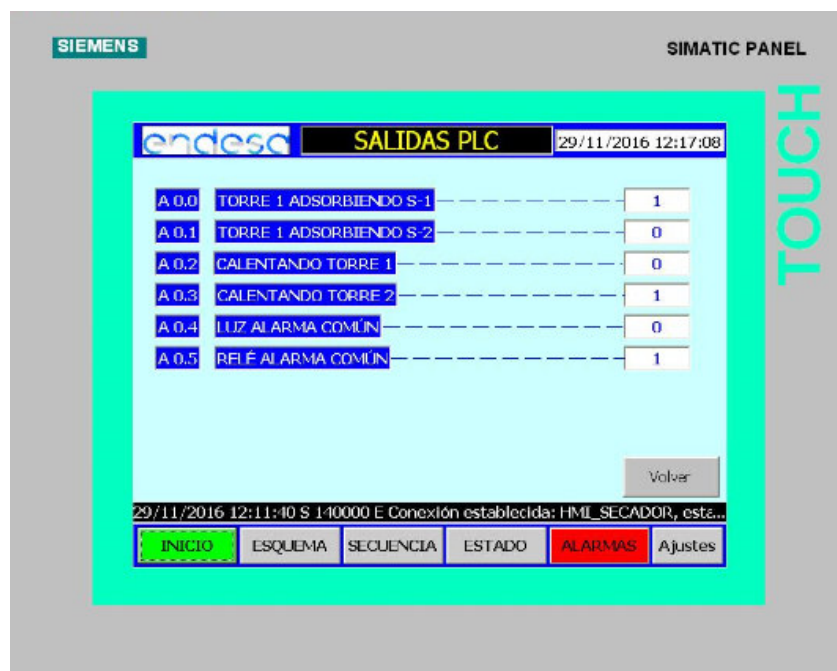 SIEMENS
SIMATIC PANEL
TOUCH
endesa SALIDAS PLC 29/11/2016 12:17:08
A 0.0 TORRE 1 ADSORBIENDO S-1 1
A 0.1 TORRE 1 ADSORBIENDO S-2 0
A 0.2 CALENTANDO TORRE 1 0
A 0.3 CALENTANDO TORRE 2 1
A 0.4 LUZ ALARMA COMÚN 0
A 0.5 RELÉ ALARMA COMÚN 1
Volver
29/11/2016 12:11:40 S 140000 E Conexión establecida: HMI_SECADOR, esta...
INICIO ESQUEMA SECUENCIA ESTADO ALARMAS Ajustes